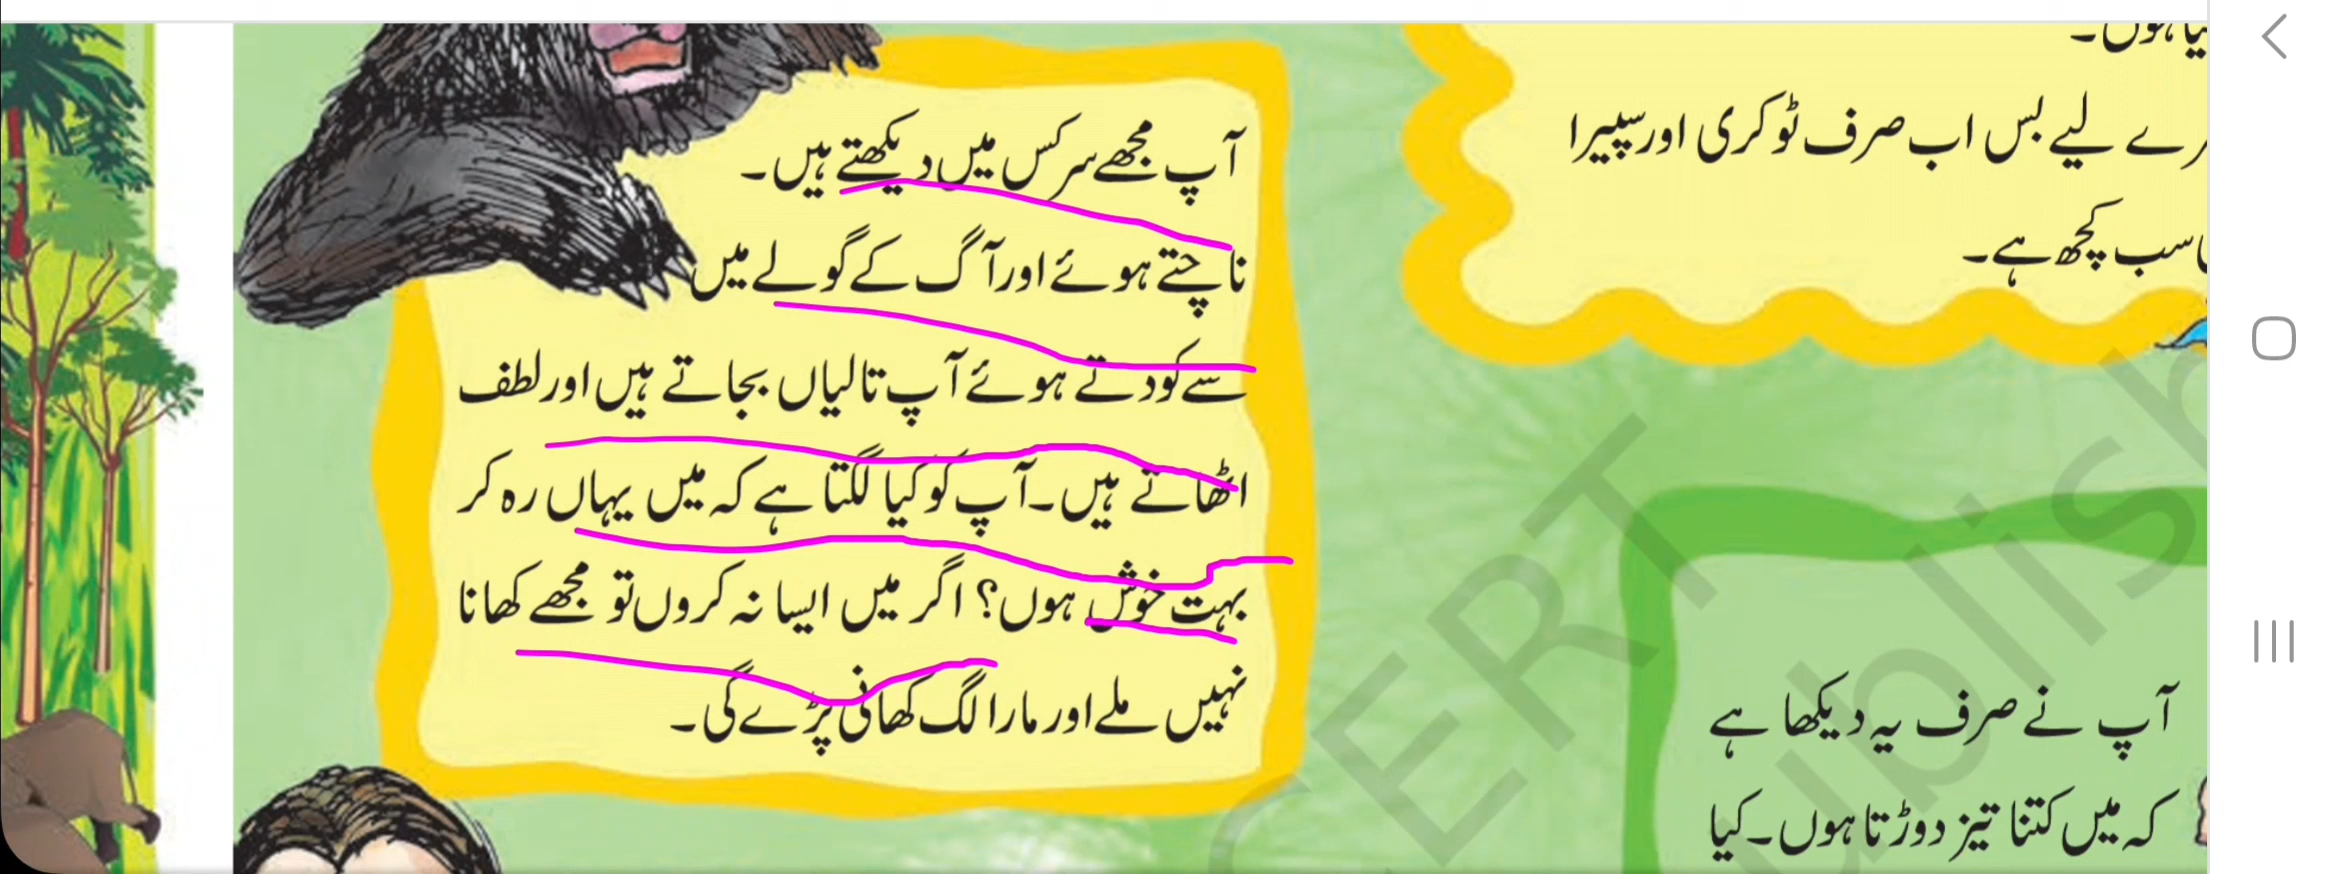 آپ مجھے سرکس میں دیکھتے ہیں۔
ناچتے ہوئے اور آگ کے گولے میں
سے کودتے ہوئے آپ تالیاں بجاتے ہیں اور لطف
اٹھاتے ہیں۔ آپ کو کیا لگتا ہے کہ میں یہاں رہ کر
بہت خوش ہوں؟ اگر میں ایسا نہ کروں تو مجھے کھانا
نہیں ملے اور مار الگ کھانی پڑے گی۔
ہوں۔
رے لیے بس اب صرف ٹوکری اور سپیرا
سب کچھ ہے۔
آپ نے صرف یہ دیکھا ہے
کہ میں کتنا تیز دوڑتا ہوں۔ کیا
CERT
ublish